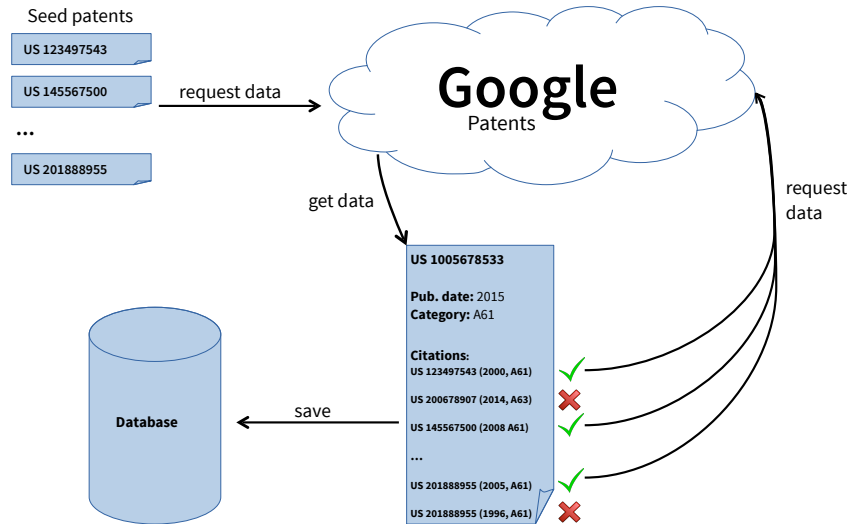 Seed patents
US 123497543
US 145567500
...
US 201888955
request data
Google
Patents
get data
request
data
US 1005678533
Pub. date: 2015
Category: A61
Citations:
US 123497543 (2000, A61)
US 200678907 (2014, A63)
US 145567500 (2008 A61)
...
US 201888955 (2005, A61)
US 201888955 (1996, A61)
save
Database